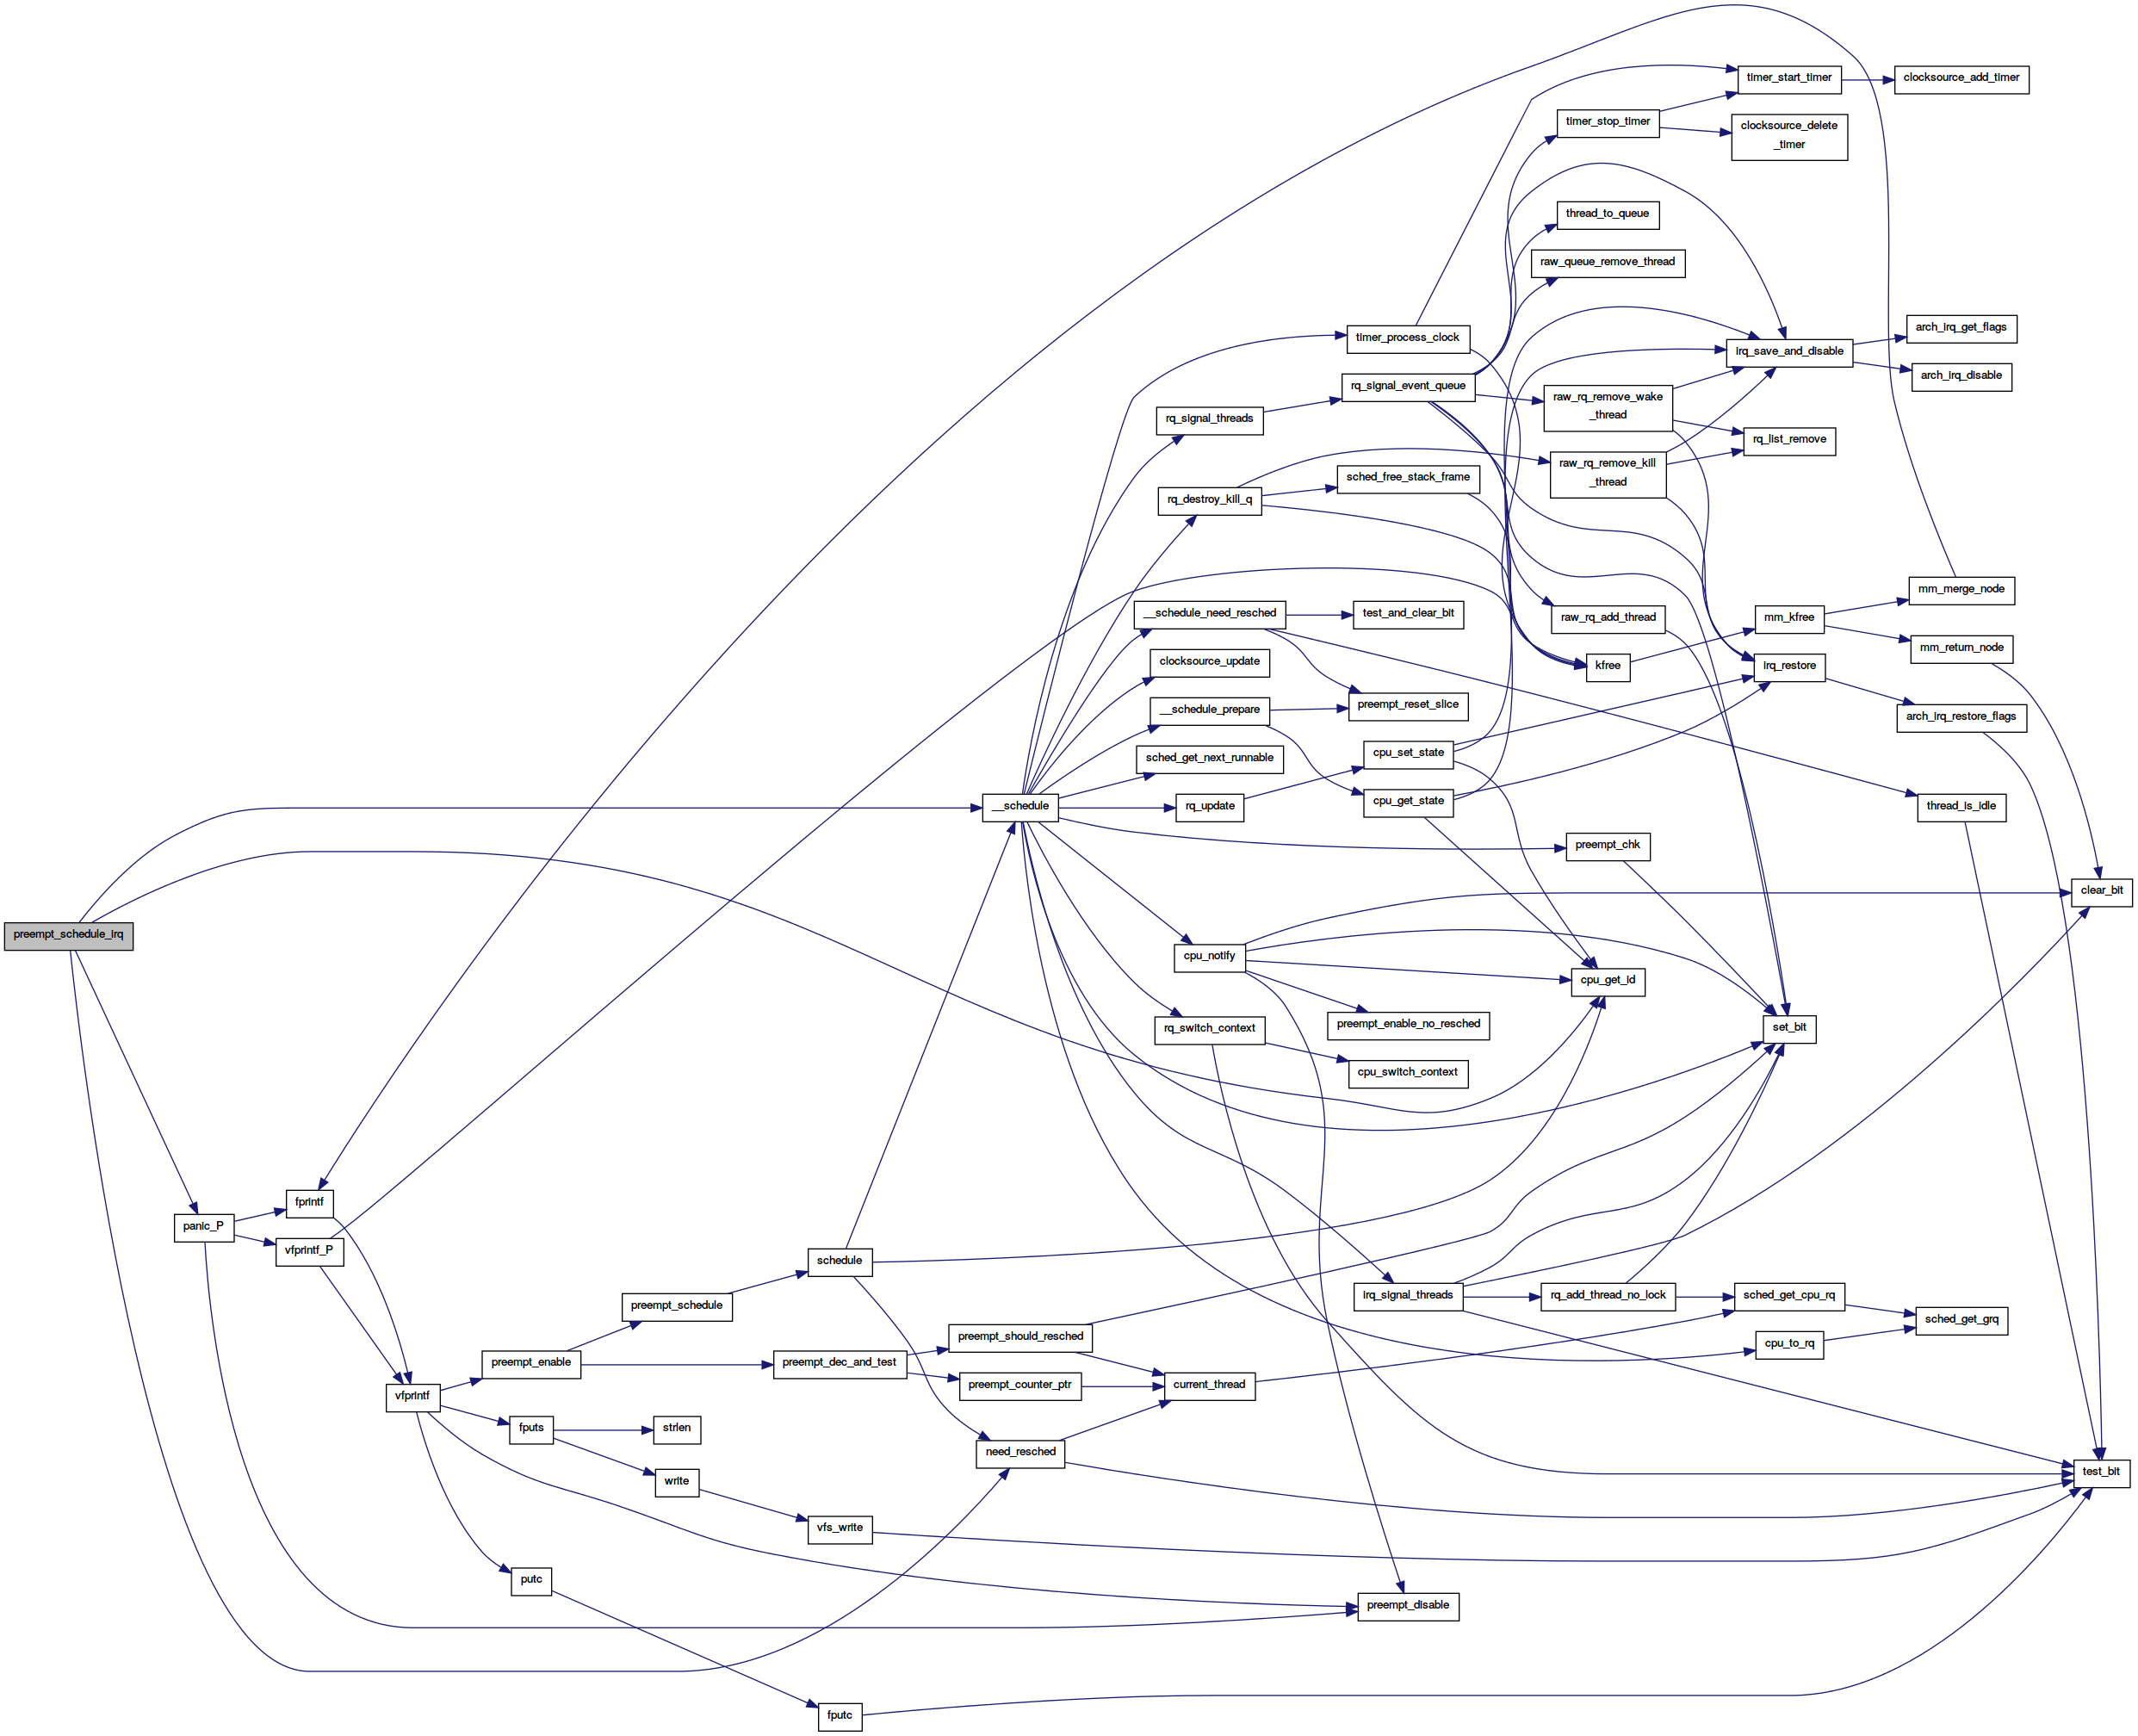 timer_start_timer
clocksource_add_timer
timer_stop_timer
clocksource_delete
_timer
thread_to_queue
raw_queue_remove_thread
timer_process_clock
irq_save_and_disable
arch_irq_get_flags
arch_irq_disable
rq_signal_event_queue
raw_rq_remove_wake
_thread
rq_signal_threads
rq_list_remove
raw_rq_remove_kill
_thread
sched_free_stack_frame
rq_destroy_kill_q
mm_merge_node
__schedule_need_resched
test_and_clear_bit
raw_rq_add_thread
mm_kfree
mm_return_node
clocksource_update
kfree
irq_restore
__schedule_prepare
preempt_reset_slice
arch_irq_restore_flags
sched_get_next_runnable
cpu_set_state
__schedule
rq_update
cpu_get_state
thread_is_idle
preempt_chk
clear_bit
preempt_schedule_irq
cpu_notify
cpu_get_id
rq_switch_context
preempt_enable_no_resched
set_bit
cpu_switch_context
fprintf
panic_P
vfprintf_P
schedule
irq_signal_threads
rq_add_thread_no_lock
sched_get_cpu_rq
preempt_schedule
sched_get_grq
preempt_should_resched
cpu_to_rq
preempt_enable
preempt_dec_and_test
vfprintf
preempt_counter_ptr
current_thread
fputs
strlen
need_resched
write
test_bit
vfs_write
putc
preempt_disable
fputc